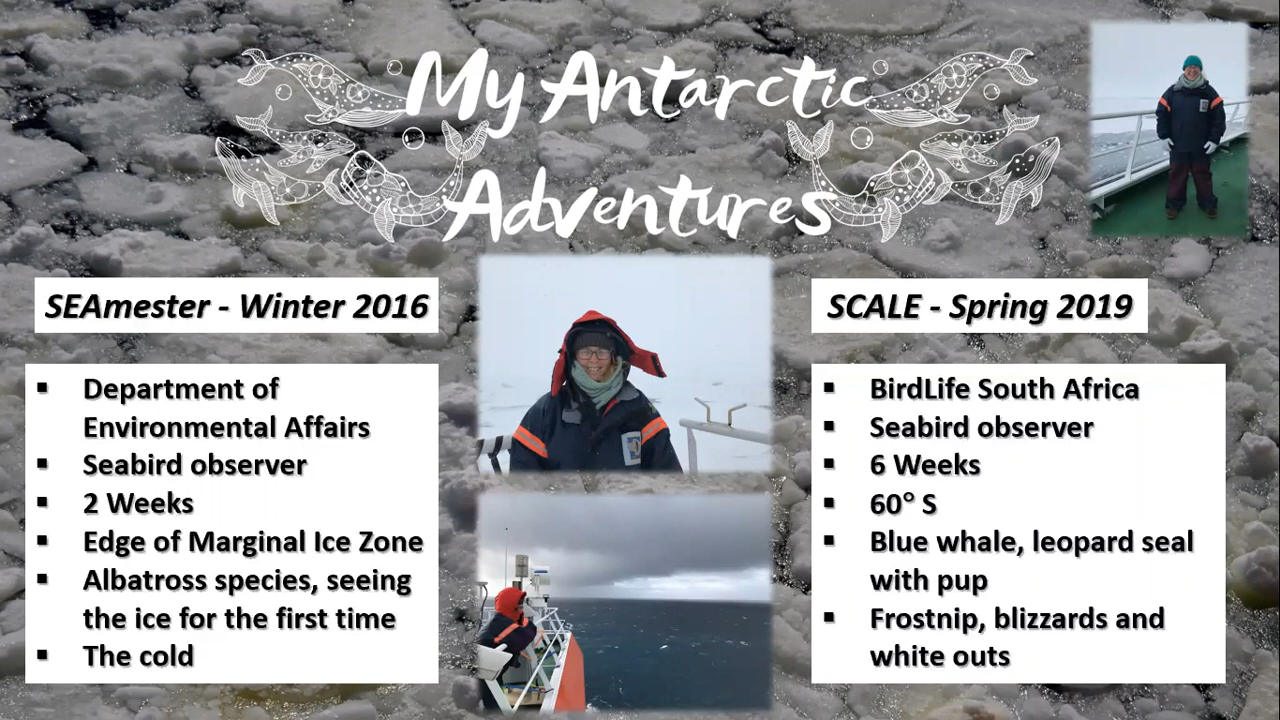 My Antarctic
Adventures
SEAmester - Winter 2016
▪ Department of
Environmental Affairs
▪ Seabird observer
▪ 2 Weeks
▪ Edge of Marginal Ice Zone
▪ Albatross species, seeing
the ice for the first time
▪ The cold
SCALE - Spring 2019
▪ BirdLife South Africa
▪ Seabird observer
▪ 6 Weeks
▪ 60° S
▪ Blue whale, leopard seal
with pup
▪ Frostnip, blizzards and
white outs